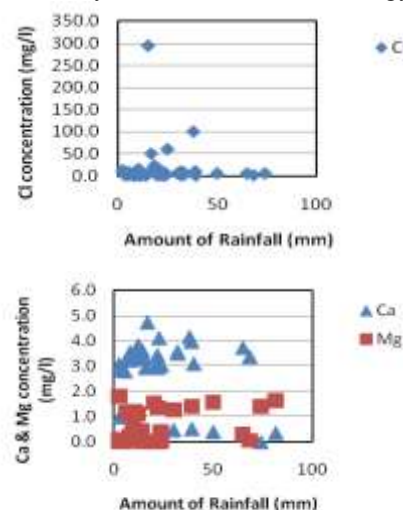 350.0
300.0
250.0
200.0
150.0
100.0
50.0
0.0
Cl concentration (mg/l)
C
0 50 100
Amount of Rainfall (mm)
6.0
5.0
4.0
3.0
2.0
1.0
0.0
Ca & Mg concentration
(mg/l)
Ca
Mg
0 50 100
Amount of Rainfall (mm)